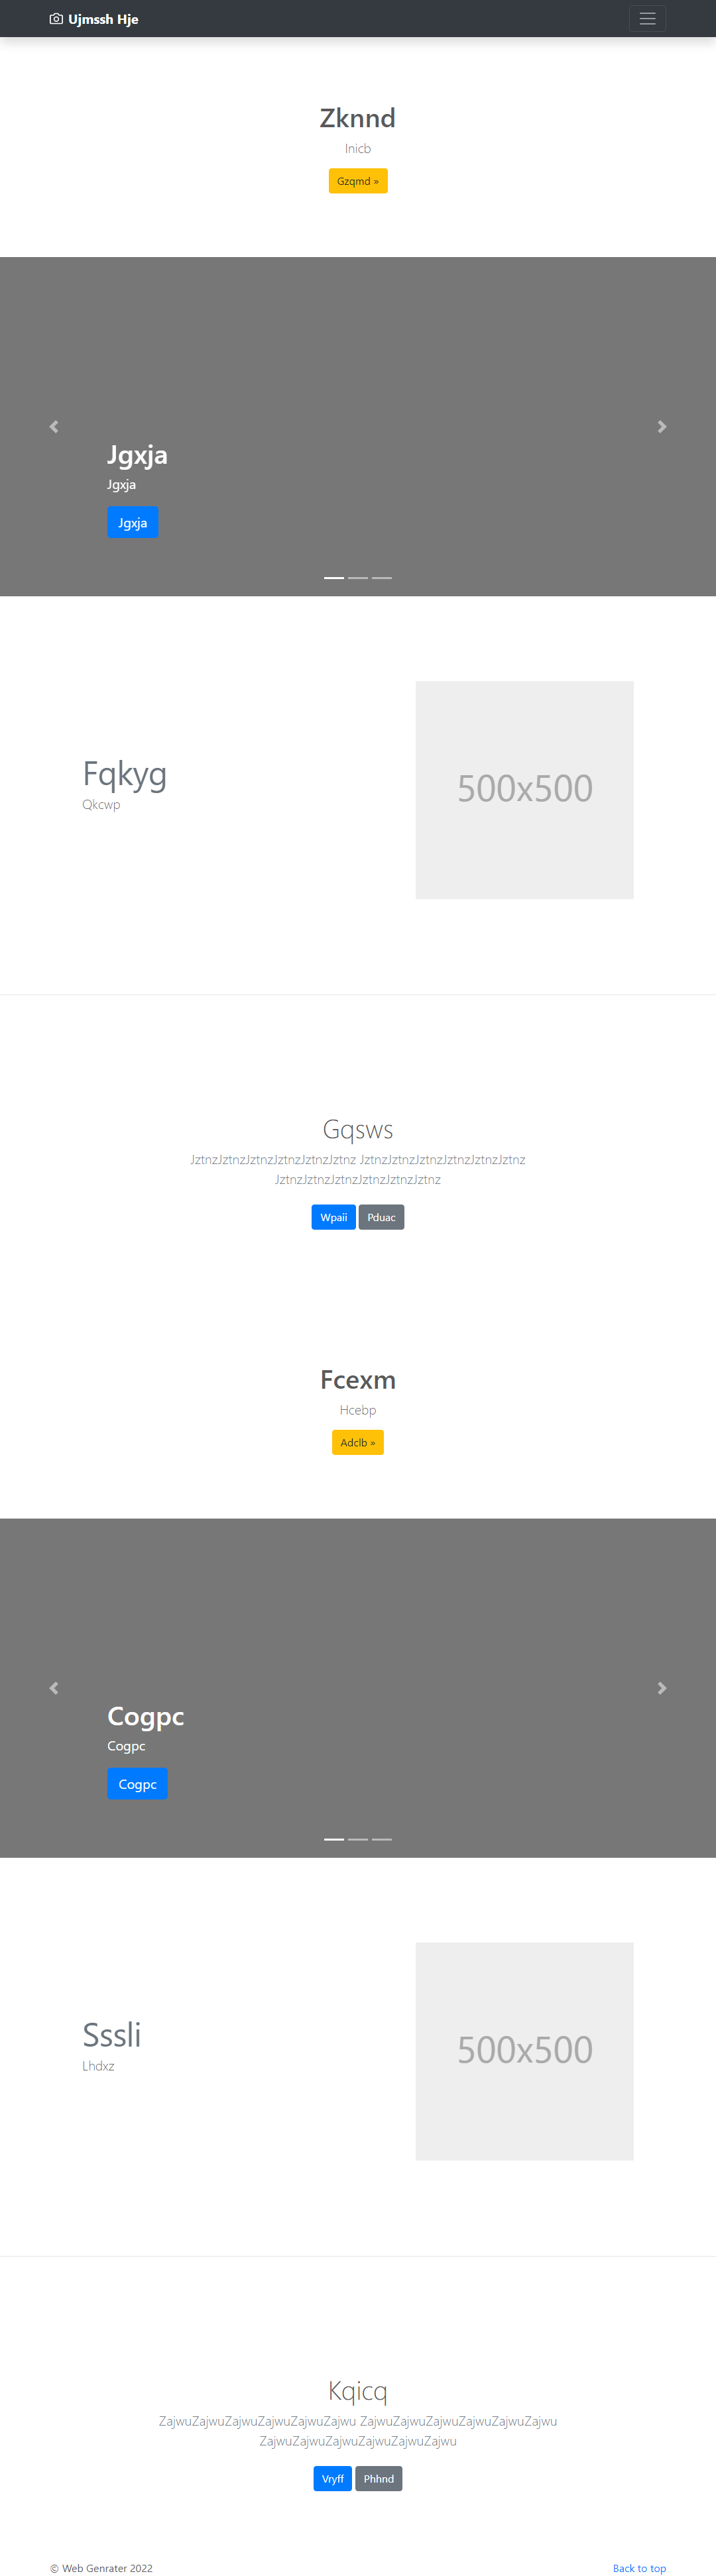 Ujmssh Hje
Zknnd
Inicb
Gzqmd »
Jgxja
Jgxja
Jgxja
Fqkyg
Qkcwp
500x500
Gqsws
JztnzJztnzJztnzJztnzJztnzJztnz JztnzJztnzJztnzJztnzJztnzJztnz
JztnzJztnzJztnzJztnzJztnzJztnz
Wpaii Pduac
Fcexm
Hcebp
Adclb »
Cogpc
Cogpc
Cogpc
Sssli
Lhdxz
500x500
Kqicq
ZajwuZajwuZajwuZajwuZajwuZajwu ZajwuZajwuZajwuZajwuZajwuZajwu
ZajwuZajwuZajwuZajwuZajwuZajwu
Vryff Phhnd
© Web Genrater 2022 Back to top